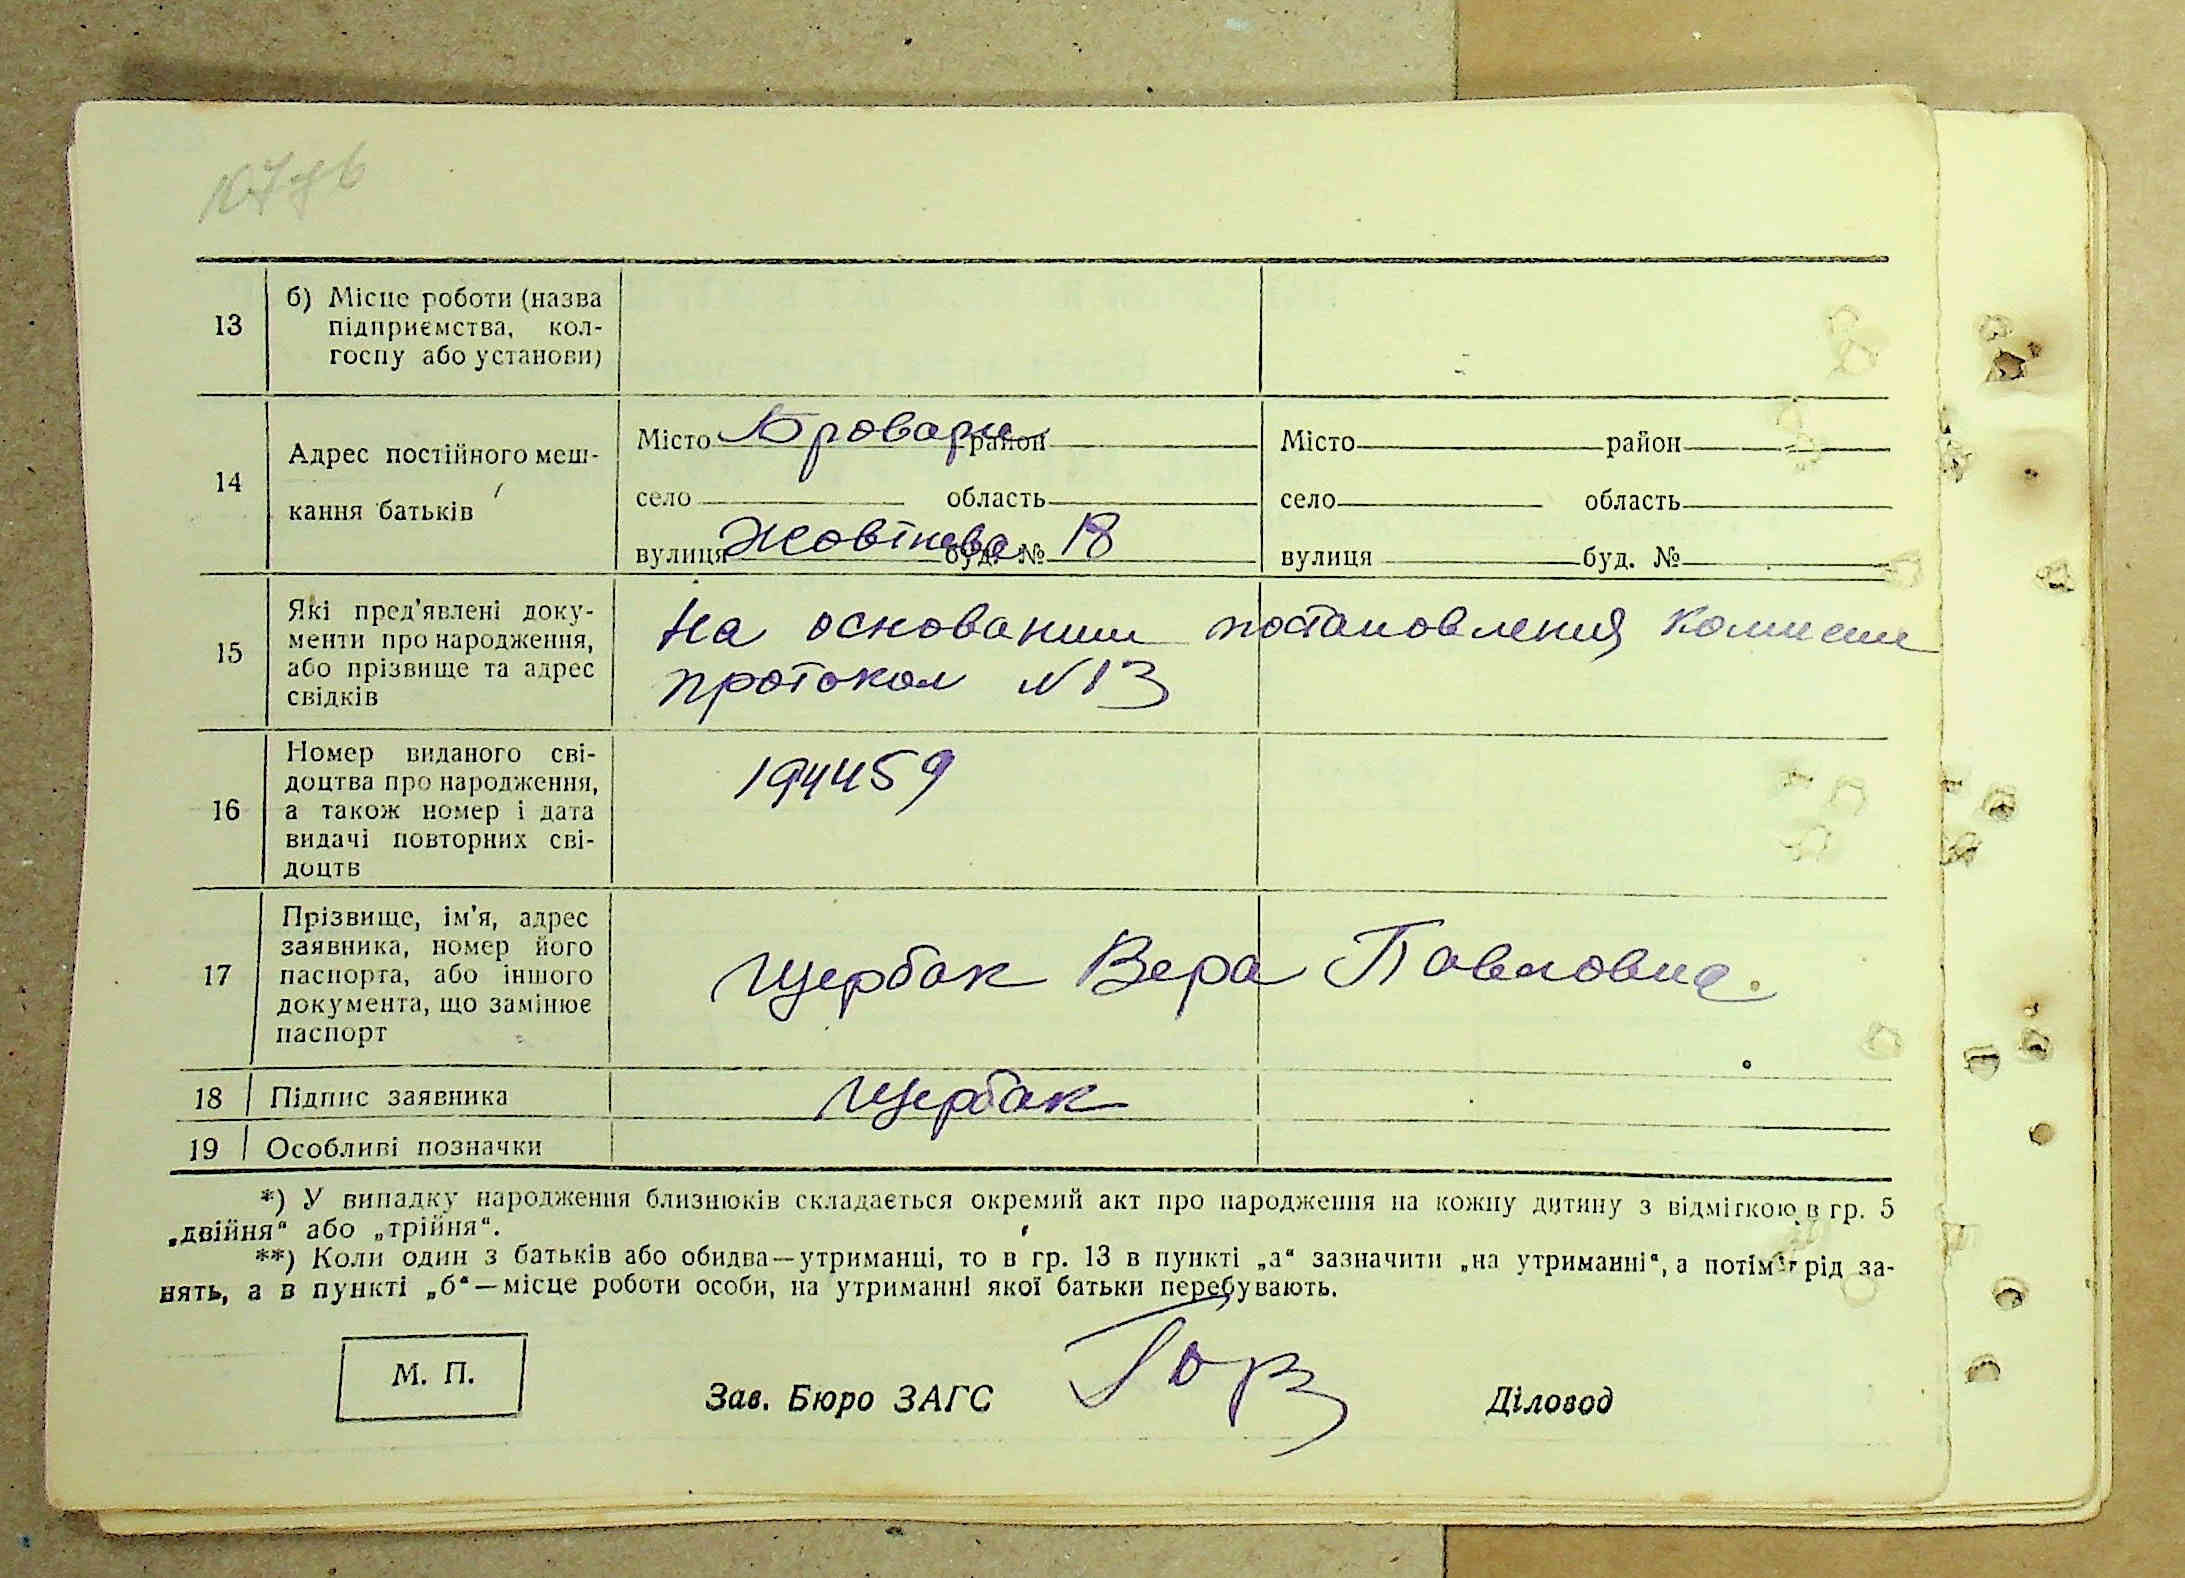 13
б) Місце роботи (назва
підприємства, кол-
госпу або установи)
14
Адрес постійного меш-
кання батьків
Місто Бровари район
село область
вулиця Жовтнева буд. № 18
Місто район
село область
вулиця буд. №
15
Які пред'явлені доку-
менти про народження,
або прізвище та адрес
свідків
На основании постановления комисии
протокол N13
16
Номер виданого сві-
доцтва про народження,
а також номер і дата
видачі повторних сві-
доцтв
194459
17
Прізвище, ім'я, адрес
заявника, номер його
паспорта, або іншого
документа, що замінює
паспорт
Щербак Вера Павловна.
18
Підпис заявника
Щербак
19
Особливі позначки
*) У випадку народження близнюків складається окремий акт про народження на кожну дитину з відміткою в гр. 5
„двійня“ або „трійня“.
**) Коли один з батьків або обидва—утриманці, то в гр. 13 в пункті „а“ зазначити „на утриманні“, а потім рід за-
нять, а в пункті „б“—місце роботи особи, на утриманні якої батьки перебувають.
М. П.
Зав. Бюро ЗАГС
Діловод